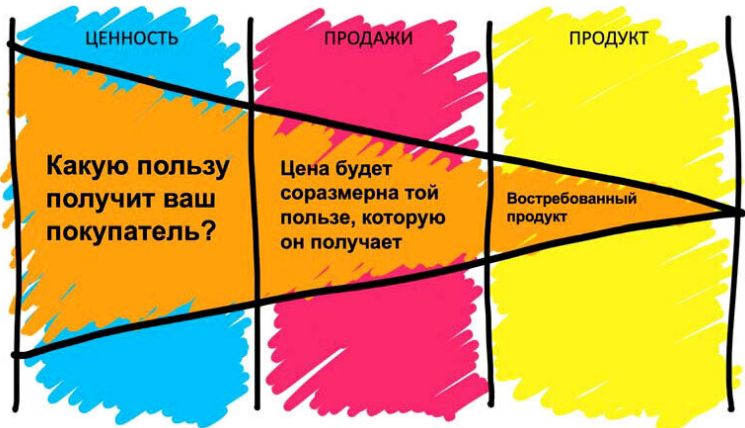 ЦЕННОСТЬ
ПРОДАЖИ
ПРОДУКТ
Какую пользу
получит ваш
покупатель?
Цена будет
соразмерна той
пользе, которую
он получает
Востребованный
продукт